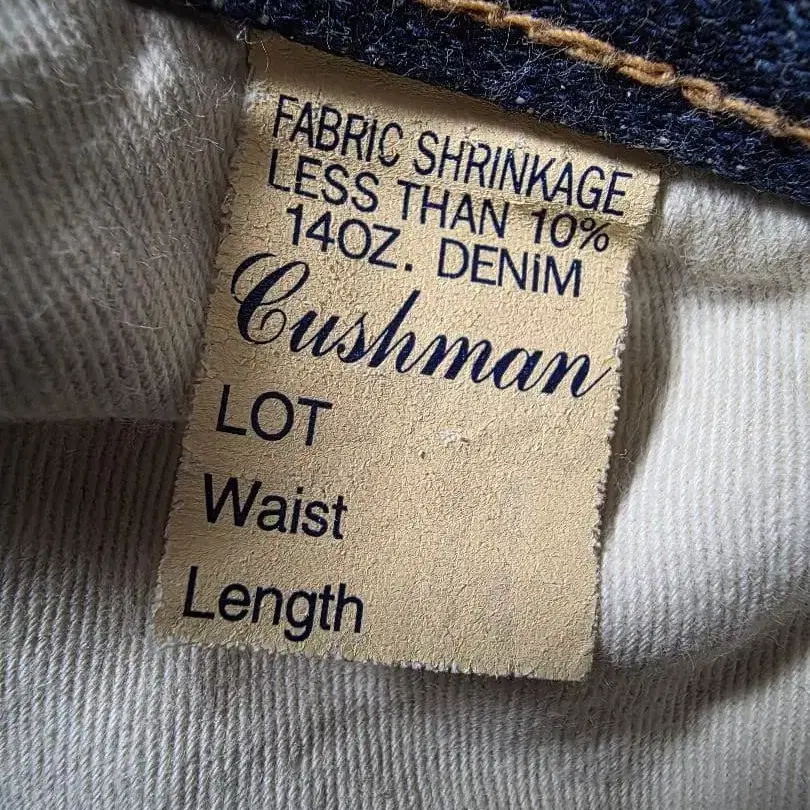 FABRIC SHRINKAGE
LESS THAN 10%
14OZ. DENiM
Cushman
LOT
Waist
Length